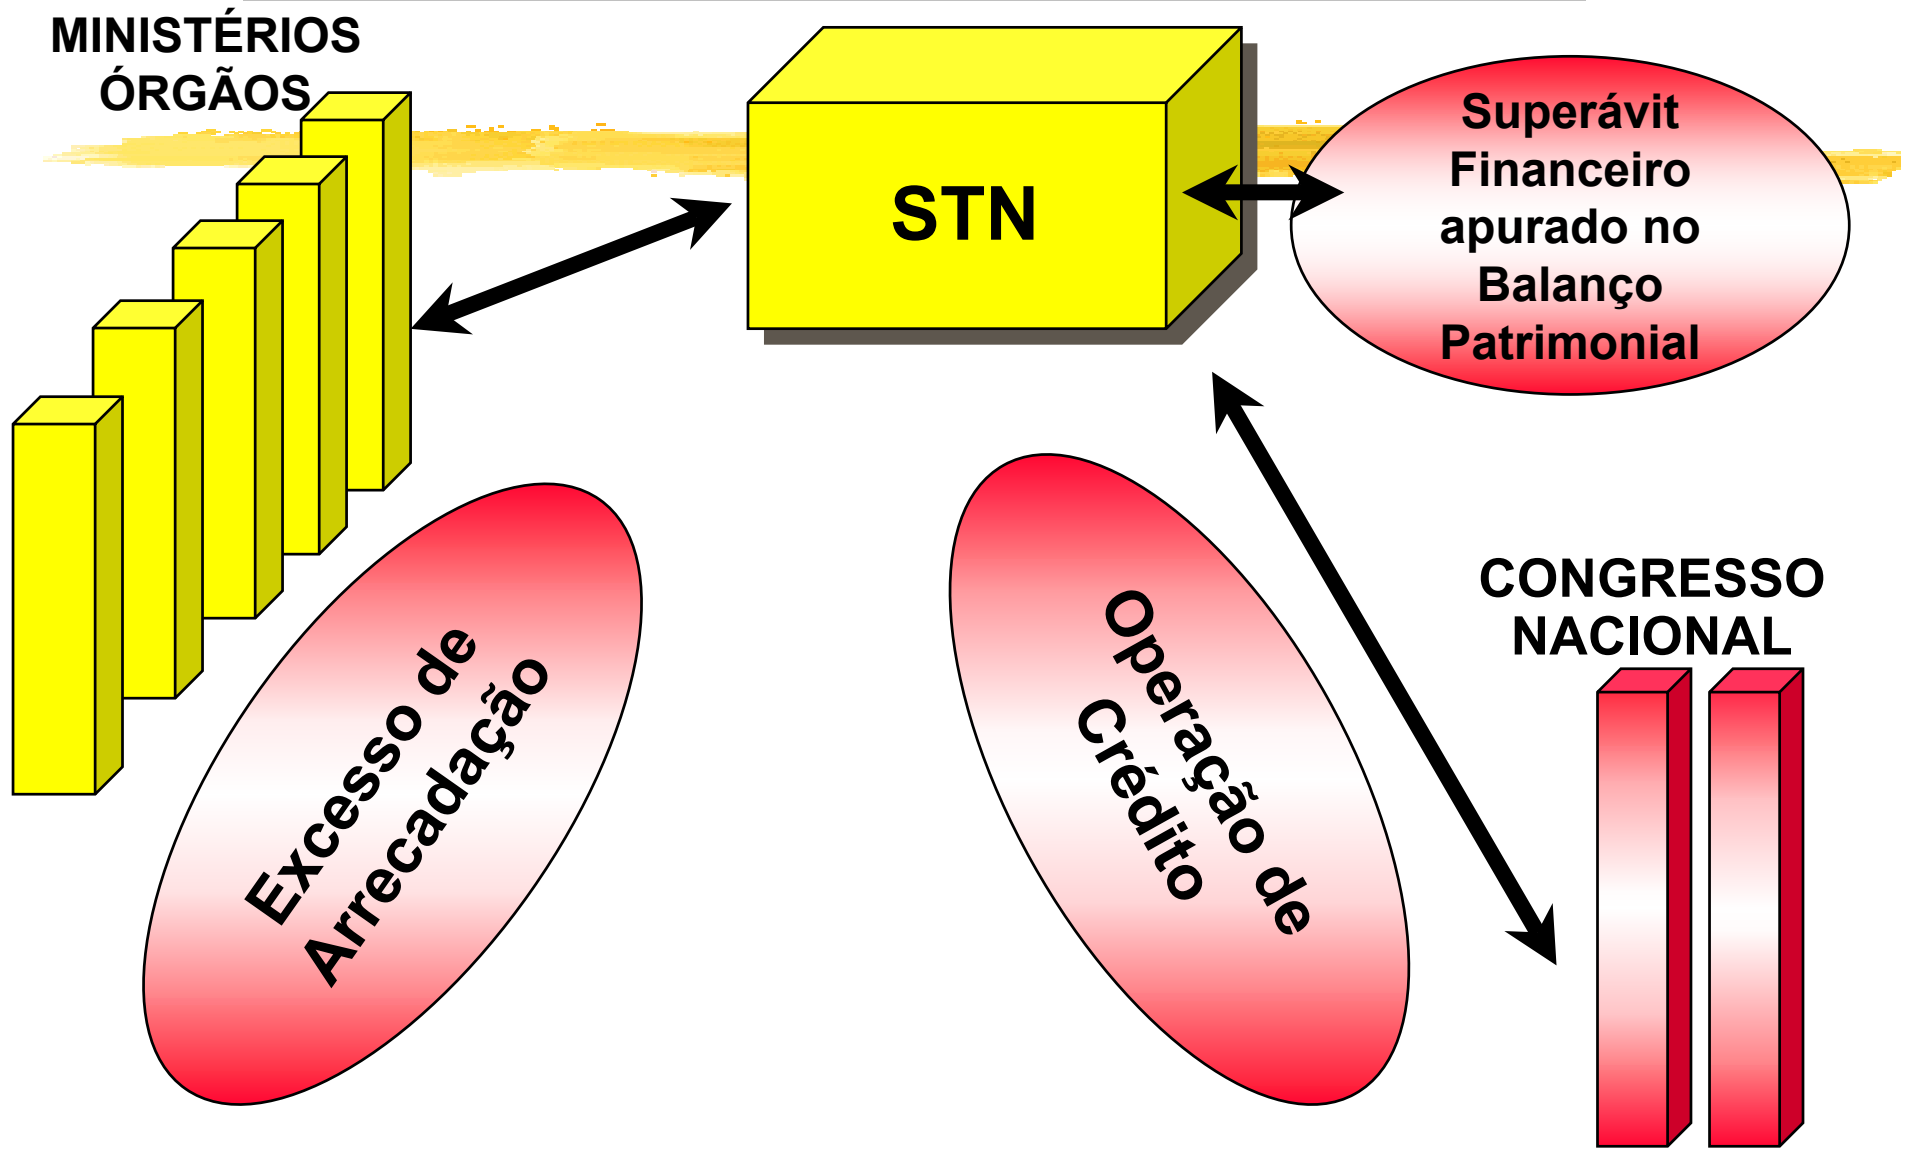 MINISTÉRIOS
ÓRGÃOS
STN
Superávit
Financeiro
apurado no
Balanço
Patrimonial
Excesso de
Arrecadação
Operação de
Crédito
CONGRESSO
NACIONAL